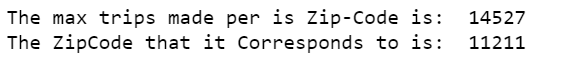 The max trips made per is Zip-Code is:  14527
The ZipCode that it Corresponds to is:  11211